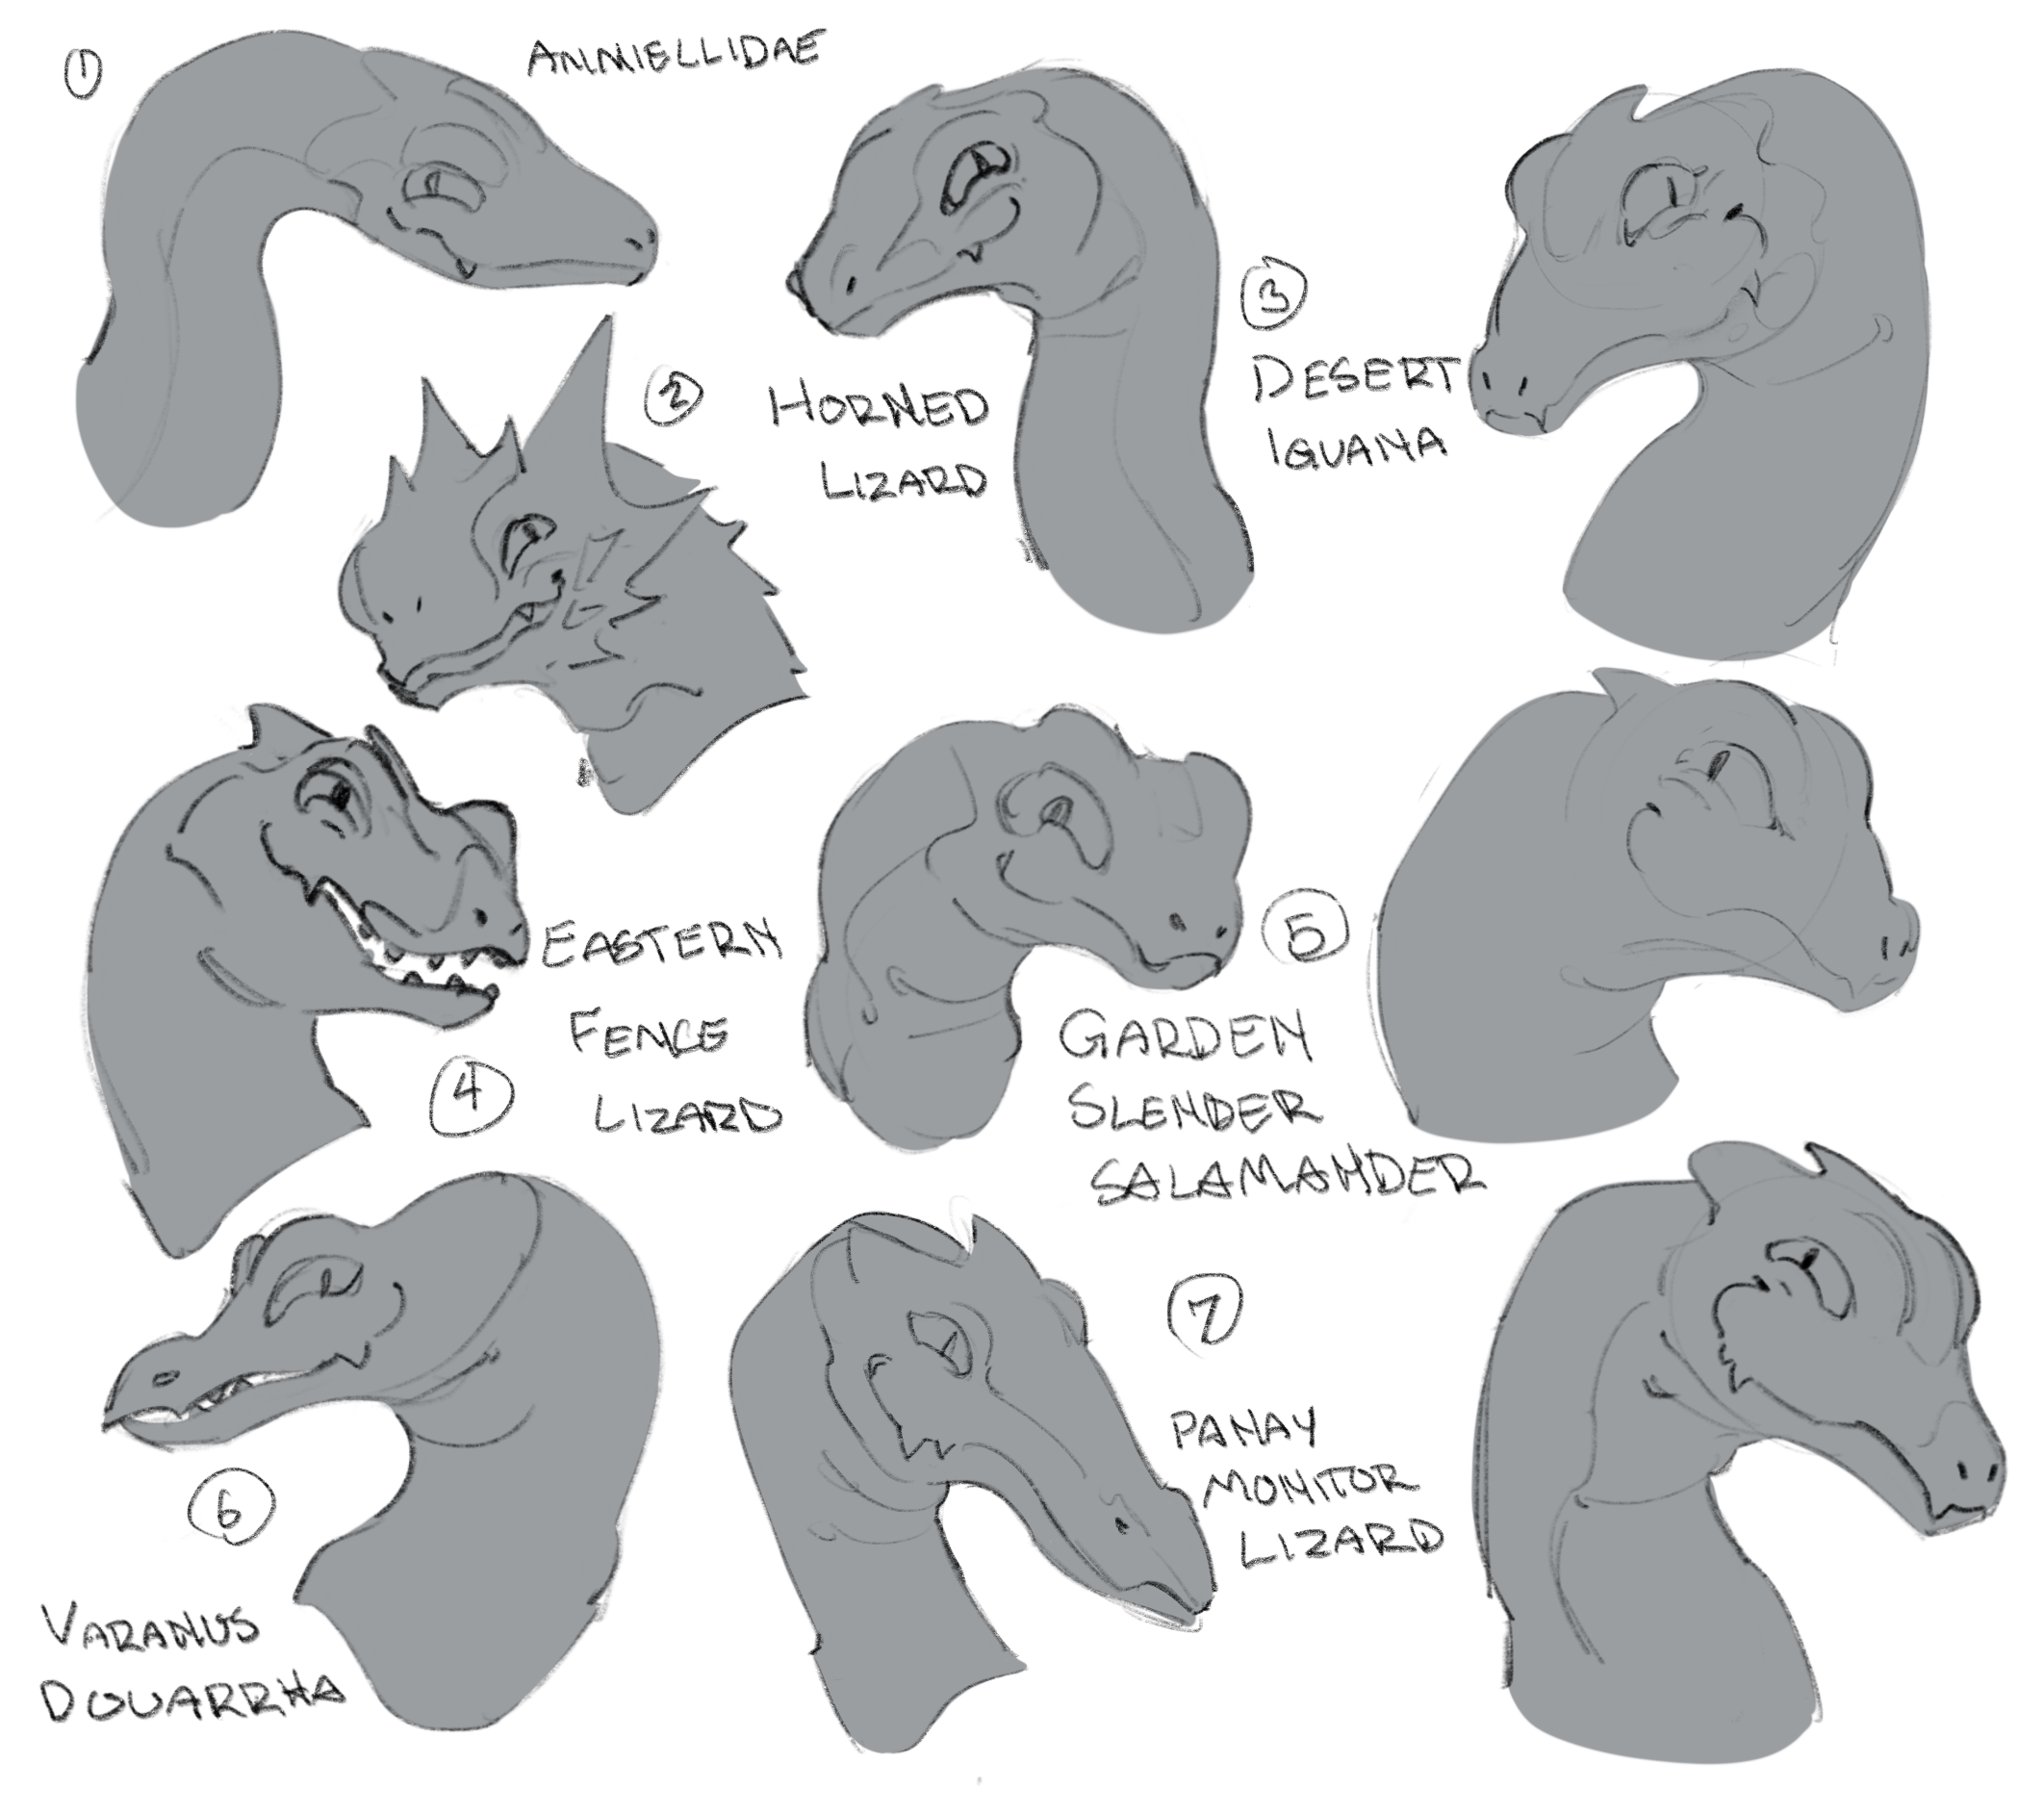 1
ANNIELLIDAE
2
HORNED
LIZARD
3
DESERT
IGUANA
EASTERN
FENCE
LIZARD
4
5
GARDEN
SLENDER
SALAMANDER
6
VARANUS
DOUARRHA
7
PANAY
MONITOR
LIZARD